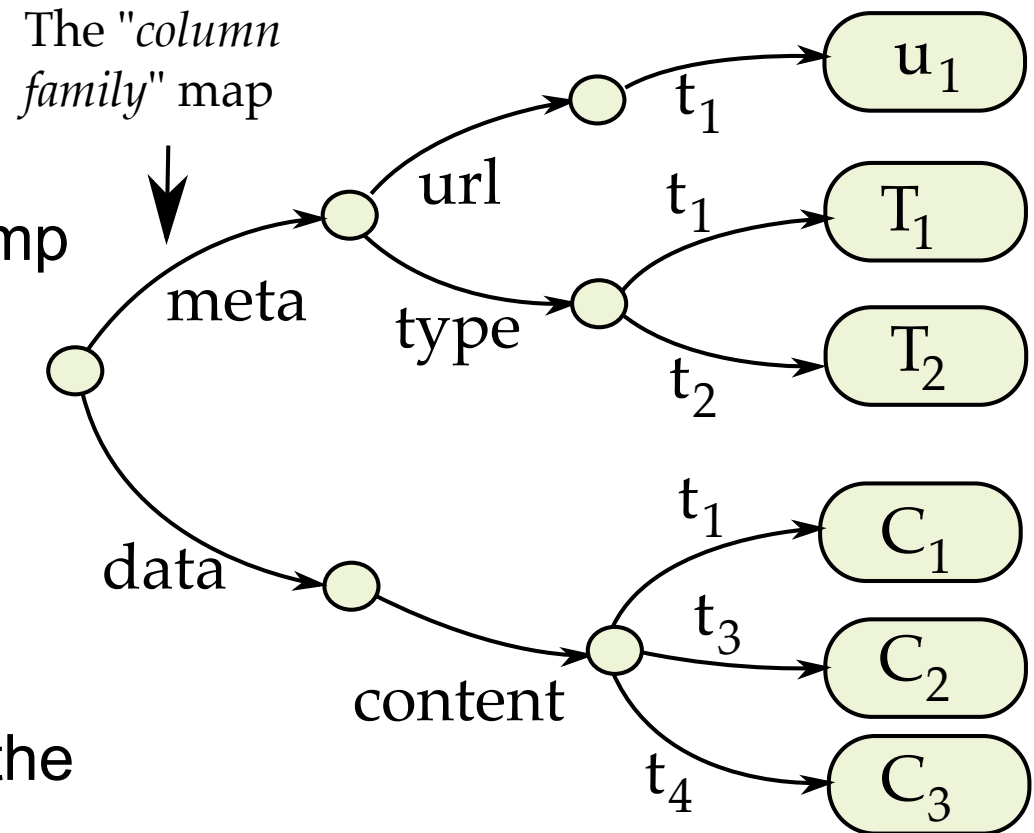 The "column
family" map
u1
t1
url
t1
T1
mp
meta
type
T2
t2
t1
C1
data
t3
C2
content
the
t4
C3